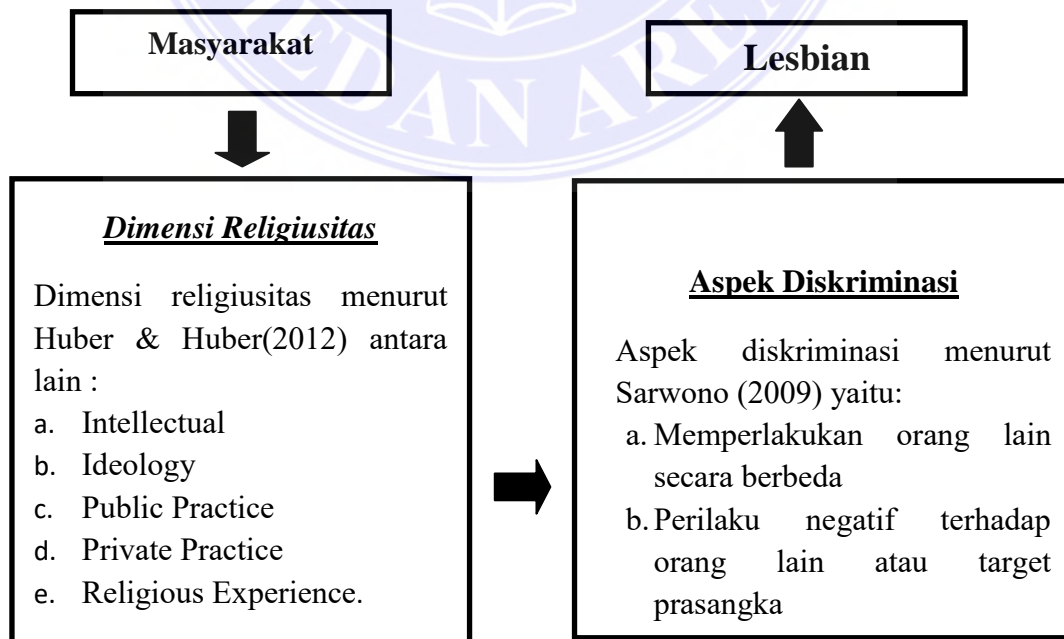 Masyarakat
Lesbian
Dimensi Religiusitas
Dimensi religiusitas menurut
Huber & Huber(2012) antara
lain :
a. Intellectual
b. Ideology
c. Public Practice
d. Private Practice
e. Religious Experience.
Aspek Diskriminasi
Aspek diskriminasi menurut
Sarwono (2009) yaitu:
a. Memperlakukan orang lain
secara berbeda
b. Perilaku negatif terhadap
orang lain atau target
prasangka